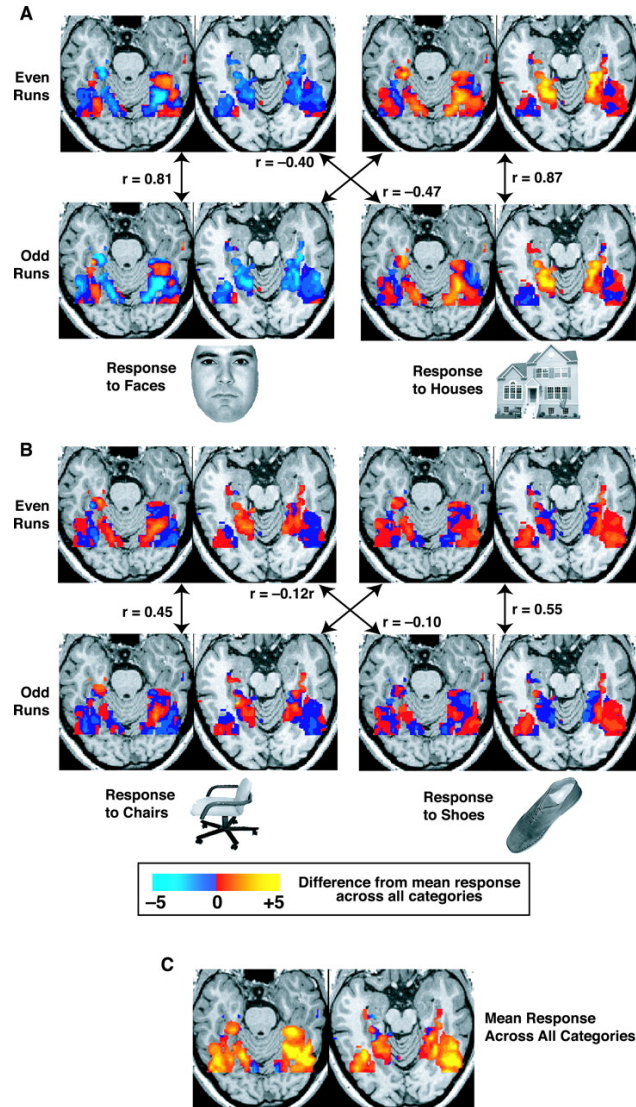 A
Even
Runs
r = 0.81
r = –0.40
r = –0.47
r = 0.87
Odd
Runs
Response
to Faces
Response
to Houses
B
Even
Runs
r = 0.45
r = –0.12r
r = –0.10
r = 0.55
Odd
Runs
Response
to Chairs
Response
to Shoes
–5 0 +5
Difference from mean response
across all categories
C
Mean Response
Across All Categories